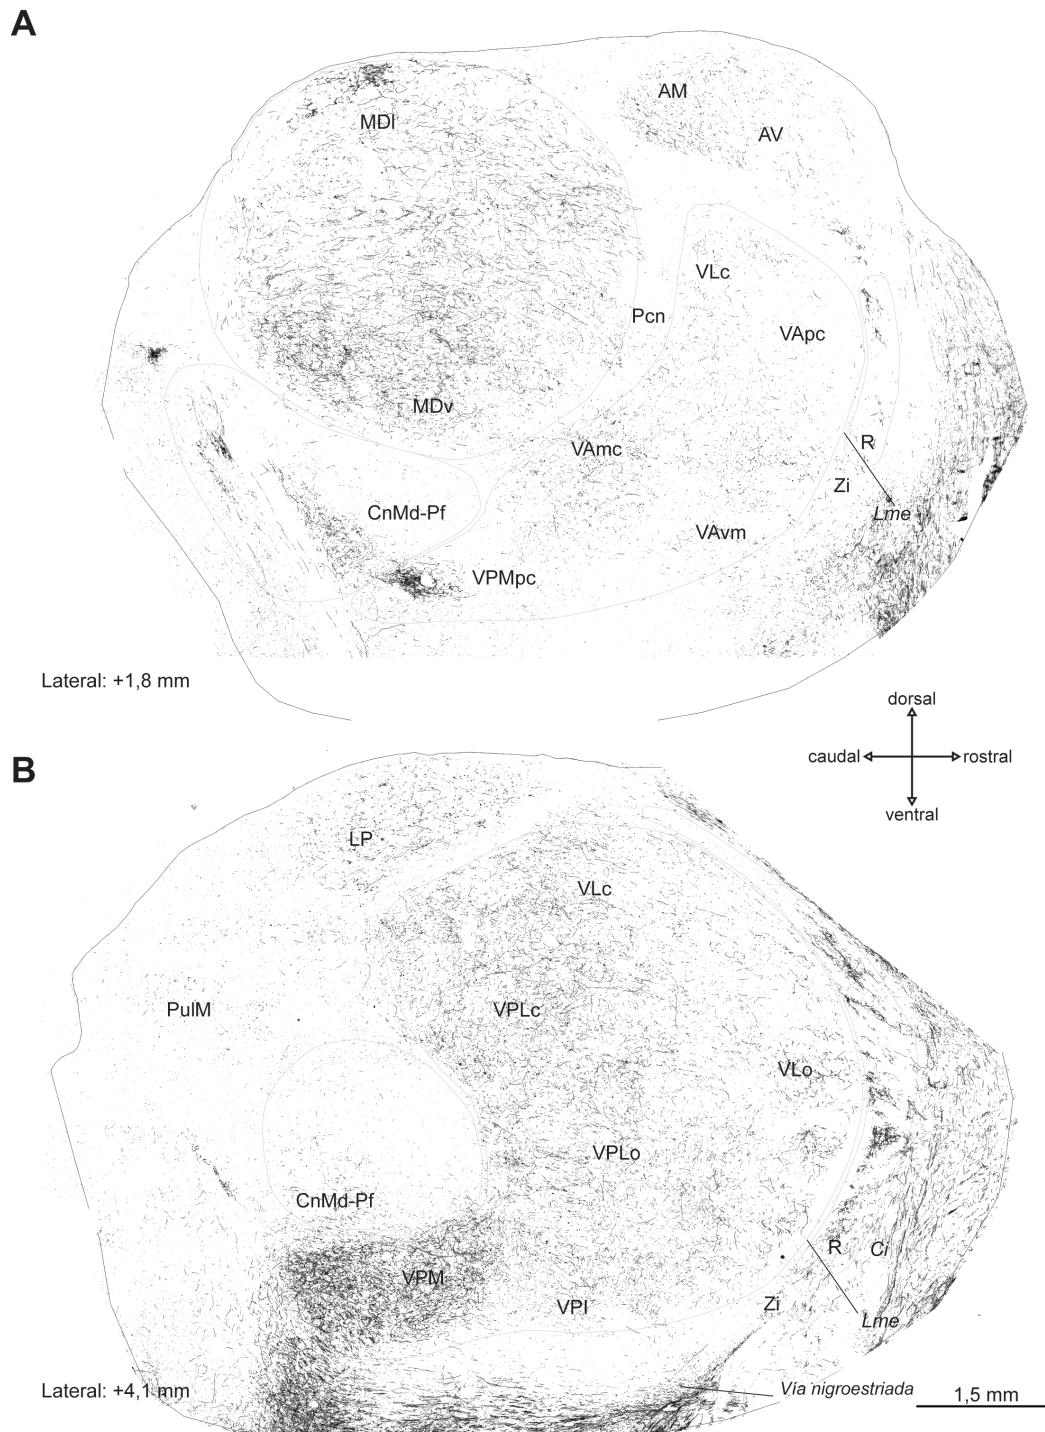 A
AM
MDl
AV
VLc
Pcn
VApc
MDv
R
VAmc
Zi
CnMd-Pf
Lme
VAvm
VPMpc
Lateral: +1,8 mm
dorsal
caudal rostral
ventral
B
LP
VLc
PulM
VPLc
VLo
VPLo
CnMd-Pf
R
Ci
VPM
Zi
VPI
Lme
Lateral: +4,1 mm
Vía nigroestriada
1,5 mm